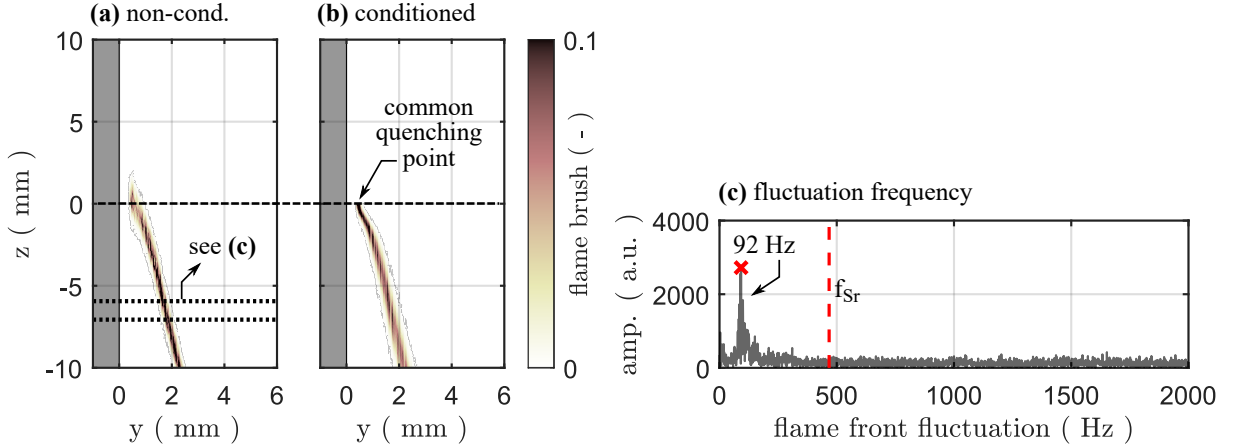 (a) non-cond.
(b) conditioned
10
5
0
-5
-10
z ( mm )
see (c)
0 2 4 6
y ( mm )
common
quenching
point
0 2 4 6
y ( mm )
0.1
0
flame brush ( - )
(c) fluctuation frequency
4000
2000
0
amp. ( a.u. )
92 Hz
fSr
0 500 1000 1500 2000
flame front fluctuation ( Hz )